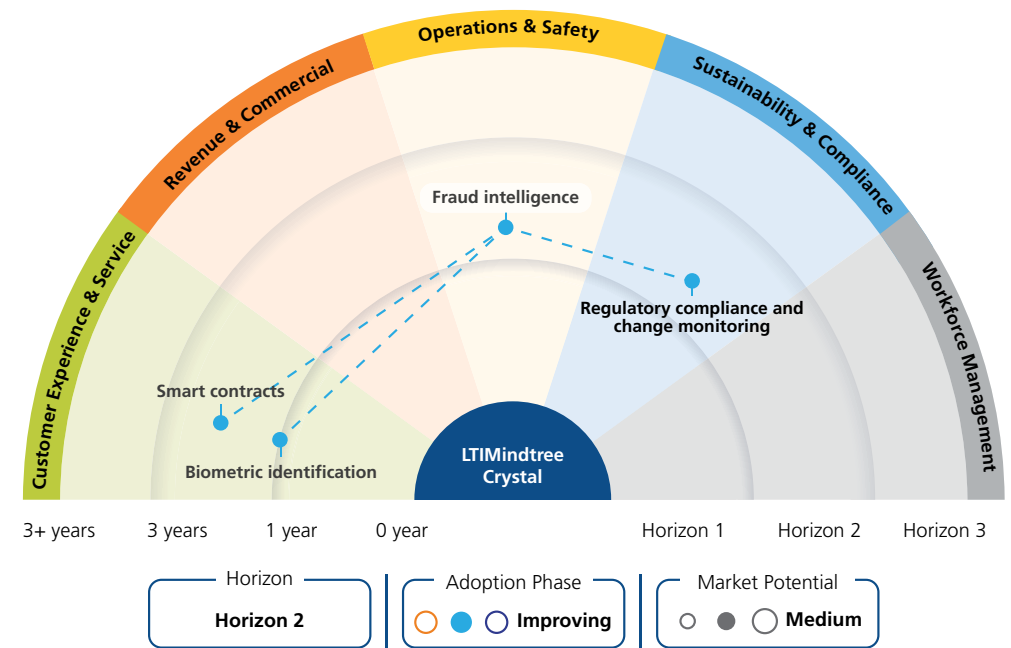 Operations & Safety
Revenue & Commercial
Sustainability & Compliance
Customer Experience & Service
Workforce Management
Fraud intelligence
Regulatory compliance and
change monitoring
Smart contracts
Biometric identification
LTIMindtree
Crystal
3+ years
3 years
1 year
0 year
Horizon 1
Horizon 2
Horizon 3
Horizon
Horizon 2
Adoption Phase
Improving
Market Potential
Medium